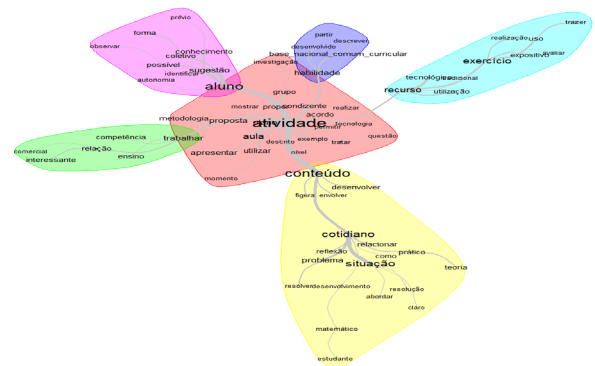 prévio
forma
observar
conhecimento
coletivo
possível
sugestão
identificar
autonomia
aluno
partir
descrever
desenvolvido
base_nacional_comum_curricular
investigação
habilidade
trazer
realização
uso
expositivo
avaliar
exercício
tecnológico
recurso
utilização
grupo
mostrar
propor
condizente
realizar
metodologia
proposta
acordo
atividade
tecnologia
permitir
aula
exemplo
questão
descrito
tratar
apresentar
utilizar
nível
momento
competência
trabalhar
comercial
relação
interessante
ensino
conteúdo
desenvolver
figura
envolver
cotidiano
relacionar
reflexão
prático
como
problema
situação
teoria
resolver
desenvolvimento
resolução
abordar
claro
matemático
estudante